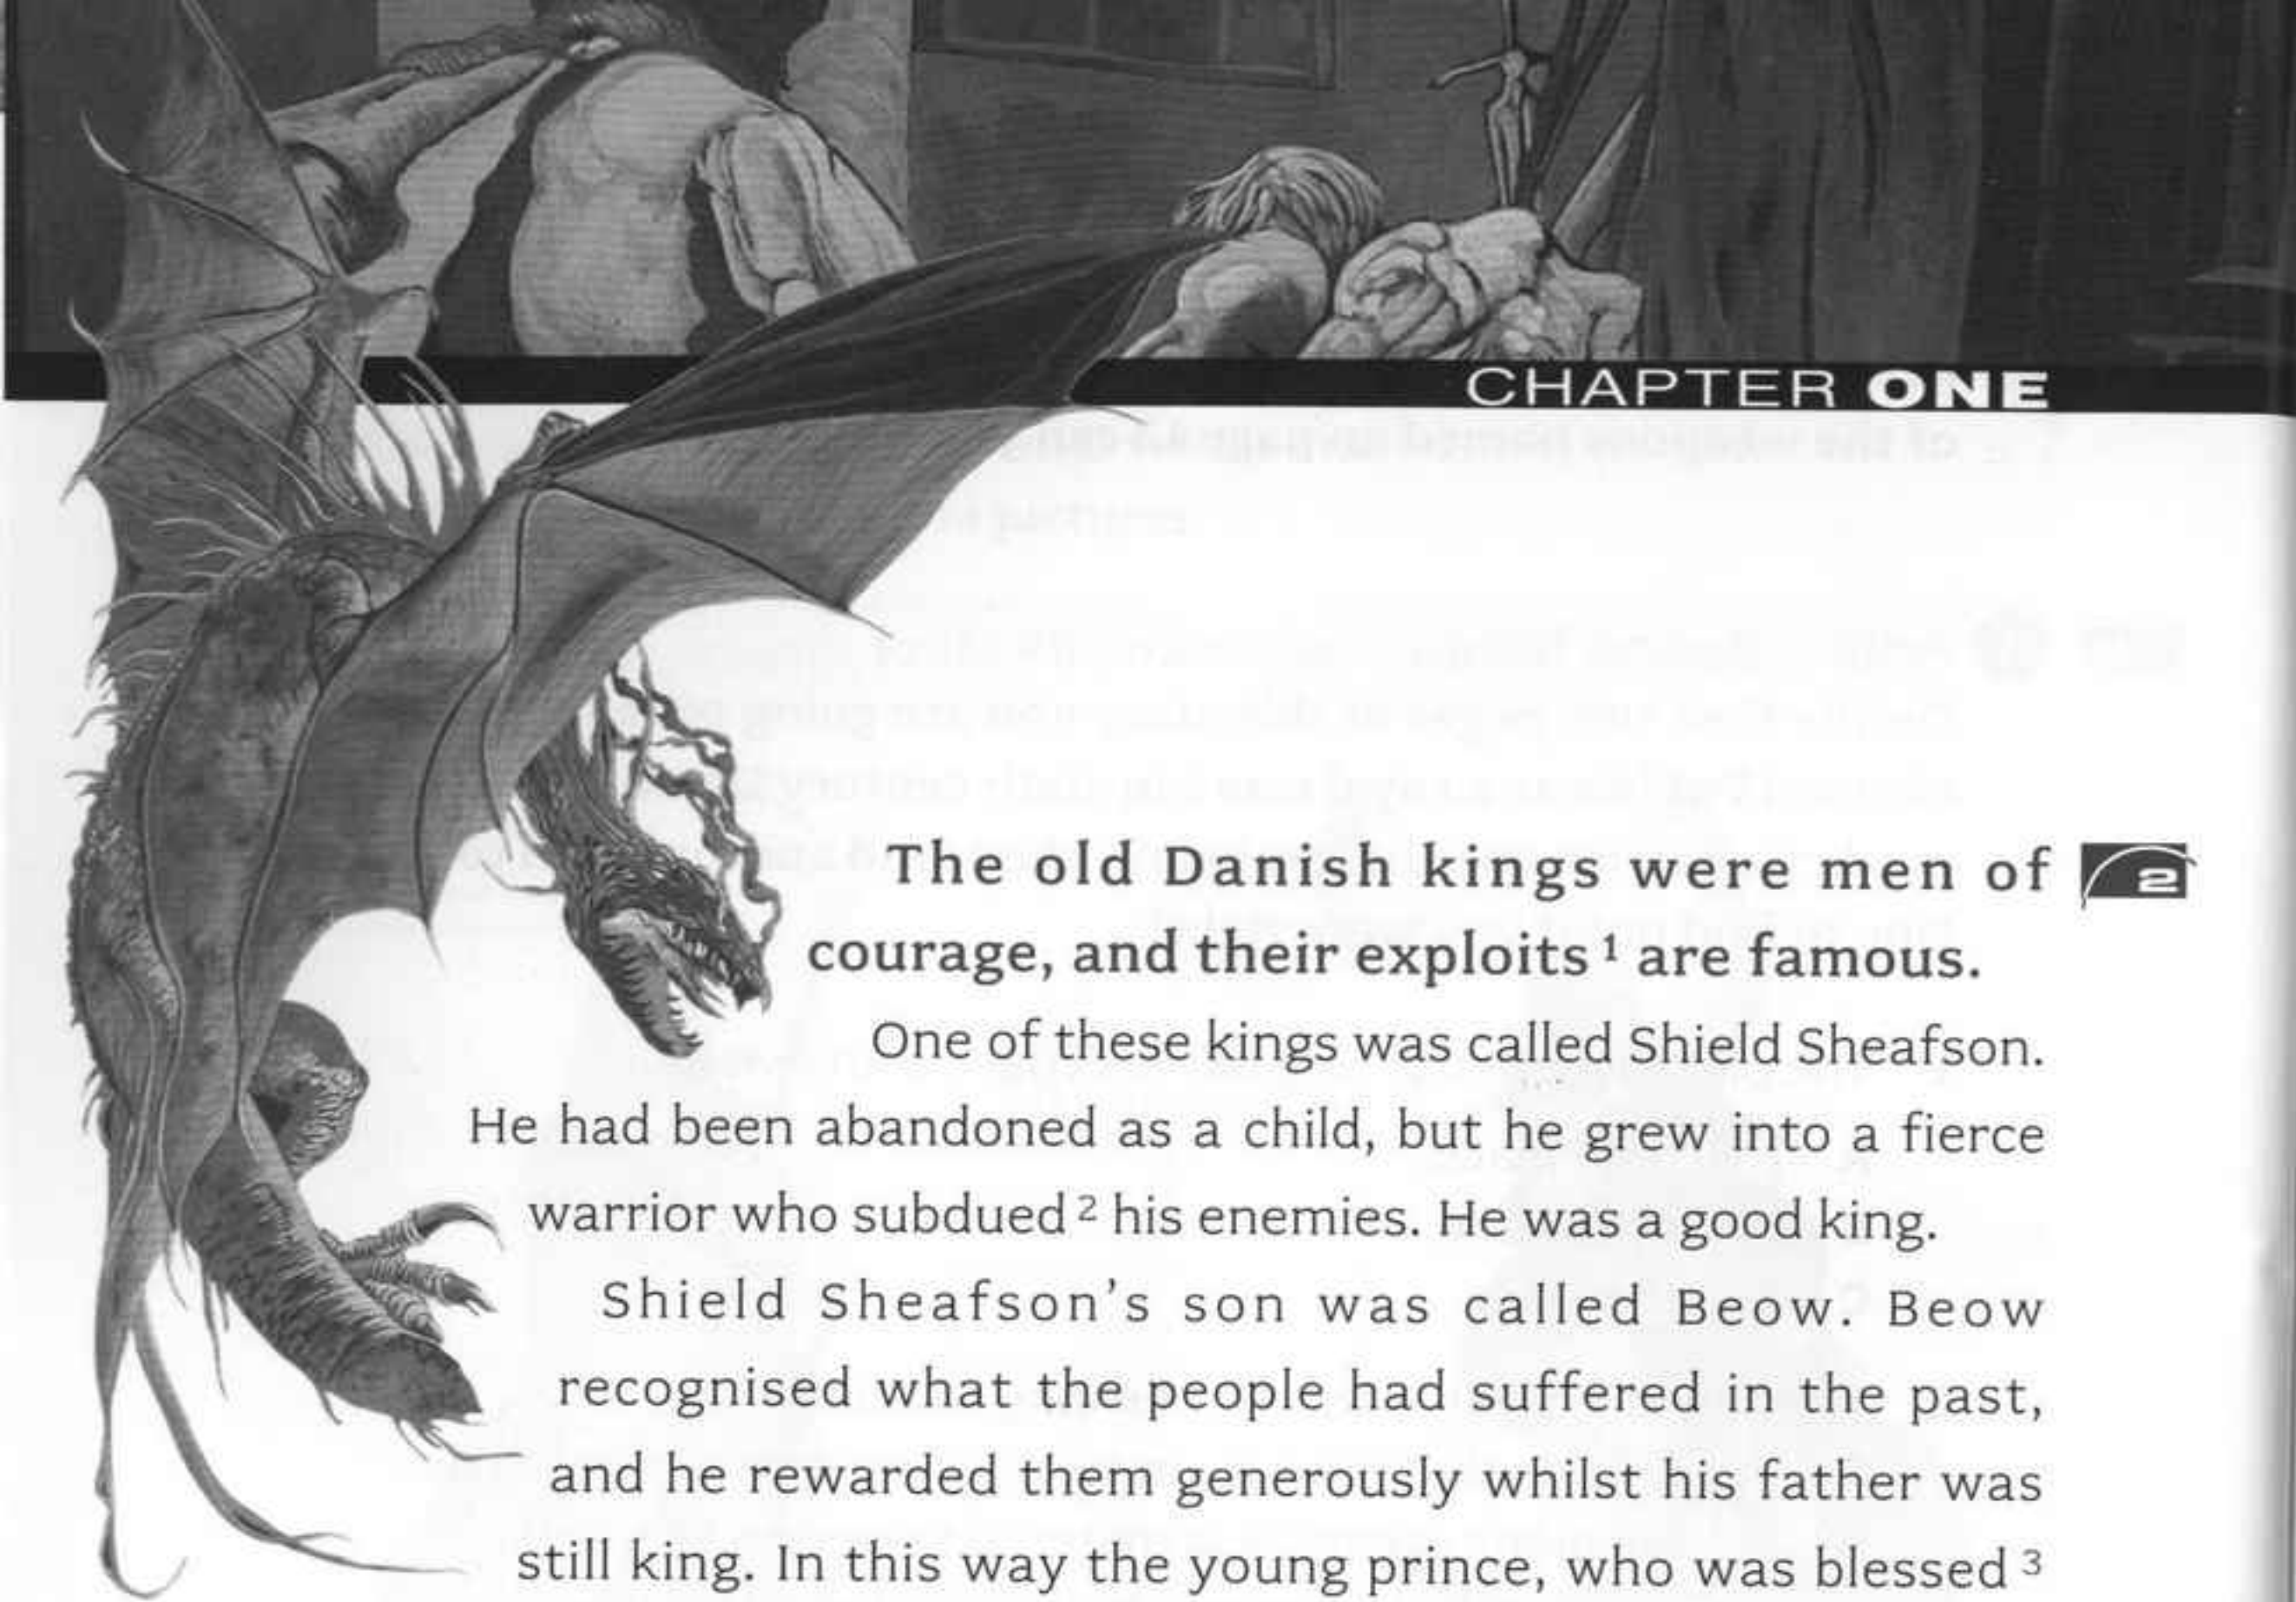 CHAPTER ONE
The old Danish kings were men of 2
courage, and their exploits 1 are famous.
One of these kings was called Shield Sheafson.
He had been abandoned as a child, but he grew into a fierce
warrior who subdued 2 his enemies. He was a good king.
Shield Sheafson's son was called Beow. Beow
recognised what the people had suffered in the past,
and he rewarded them generously whilst his father was
still king. In this way the young prince, who was blessed 3